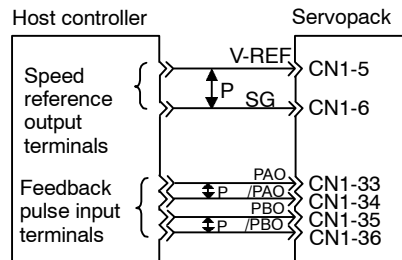 Host controller
Servopack
Speed
reference
output
terminals
V-REF
P
SG
CN1-5
CN1-6
Feedback
pulse input
terminals
PAO
P /PAO
PBO
P /PBO
CN1-33
CN1-34
CN1-35
CN1-36